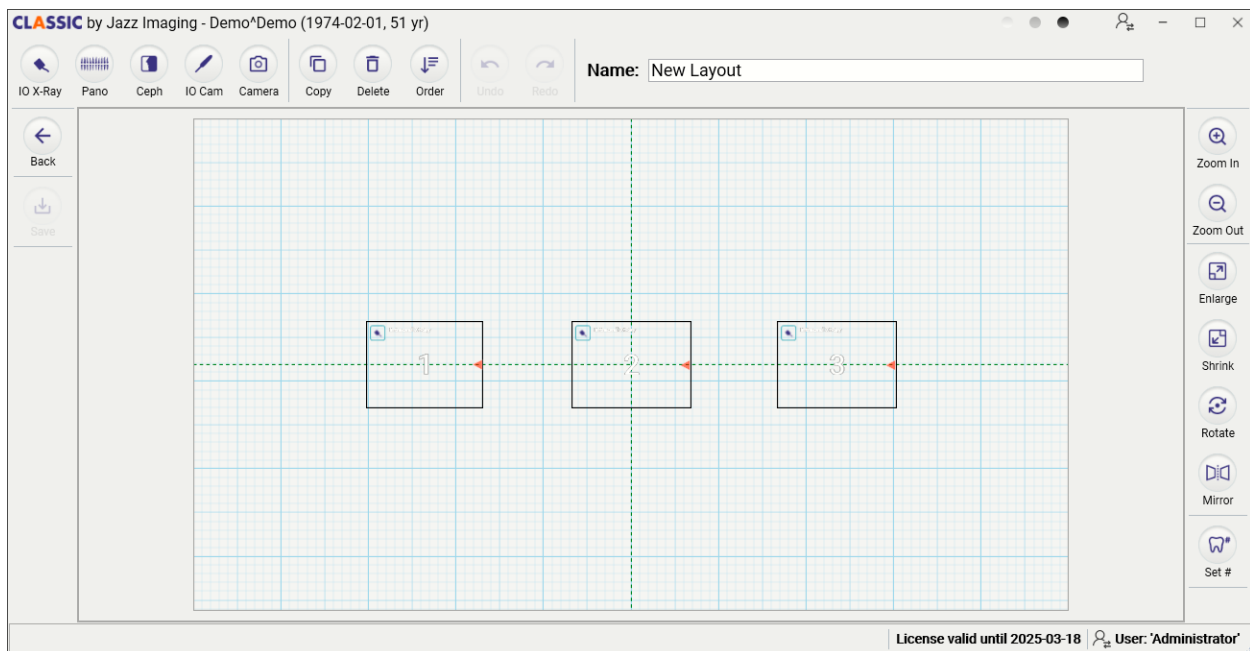 CLASSIC by Jazz Imaging - Demo^Demo (1974-02-01, 51 yr)
IO X-Ray
Pano
Ceph
IO Cam
Camera
Copy
Delete
Order
Undo
Redo
Name: New Layout
Back
Save
1
2
3
Zoom In
Zoom Out
Enlarge
Shrink
Rotate
Mirror
Set #
License valid until 2025-03-18
User: 'Administrator'